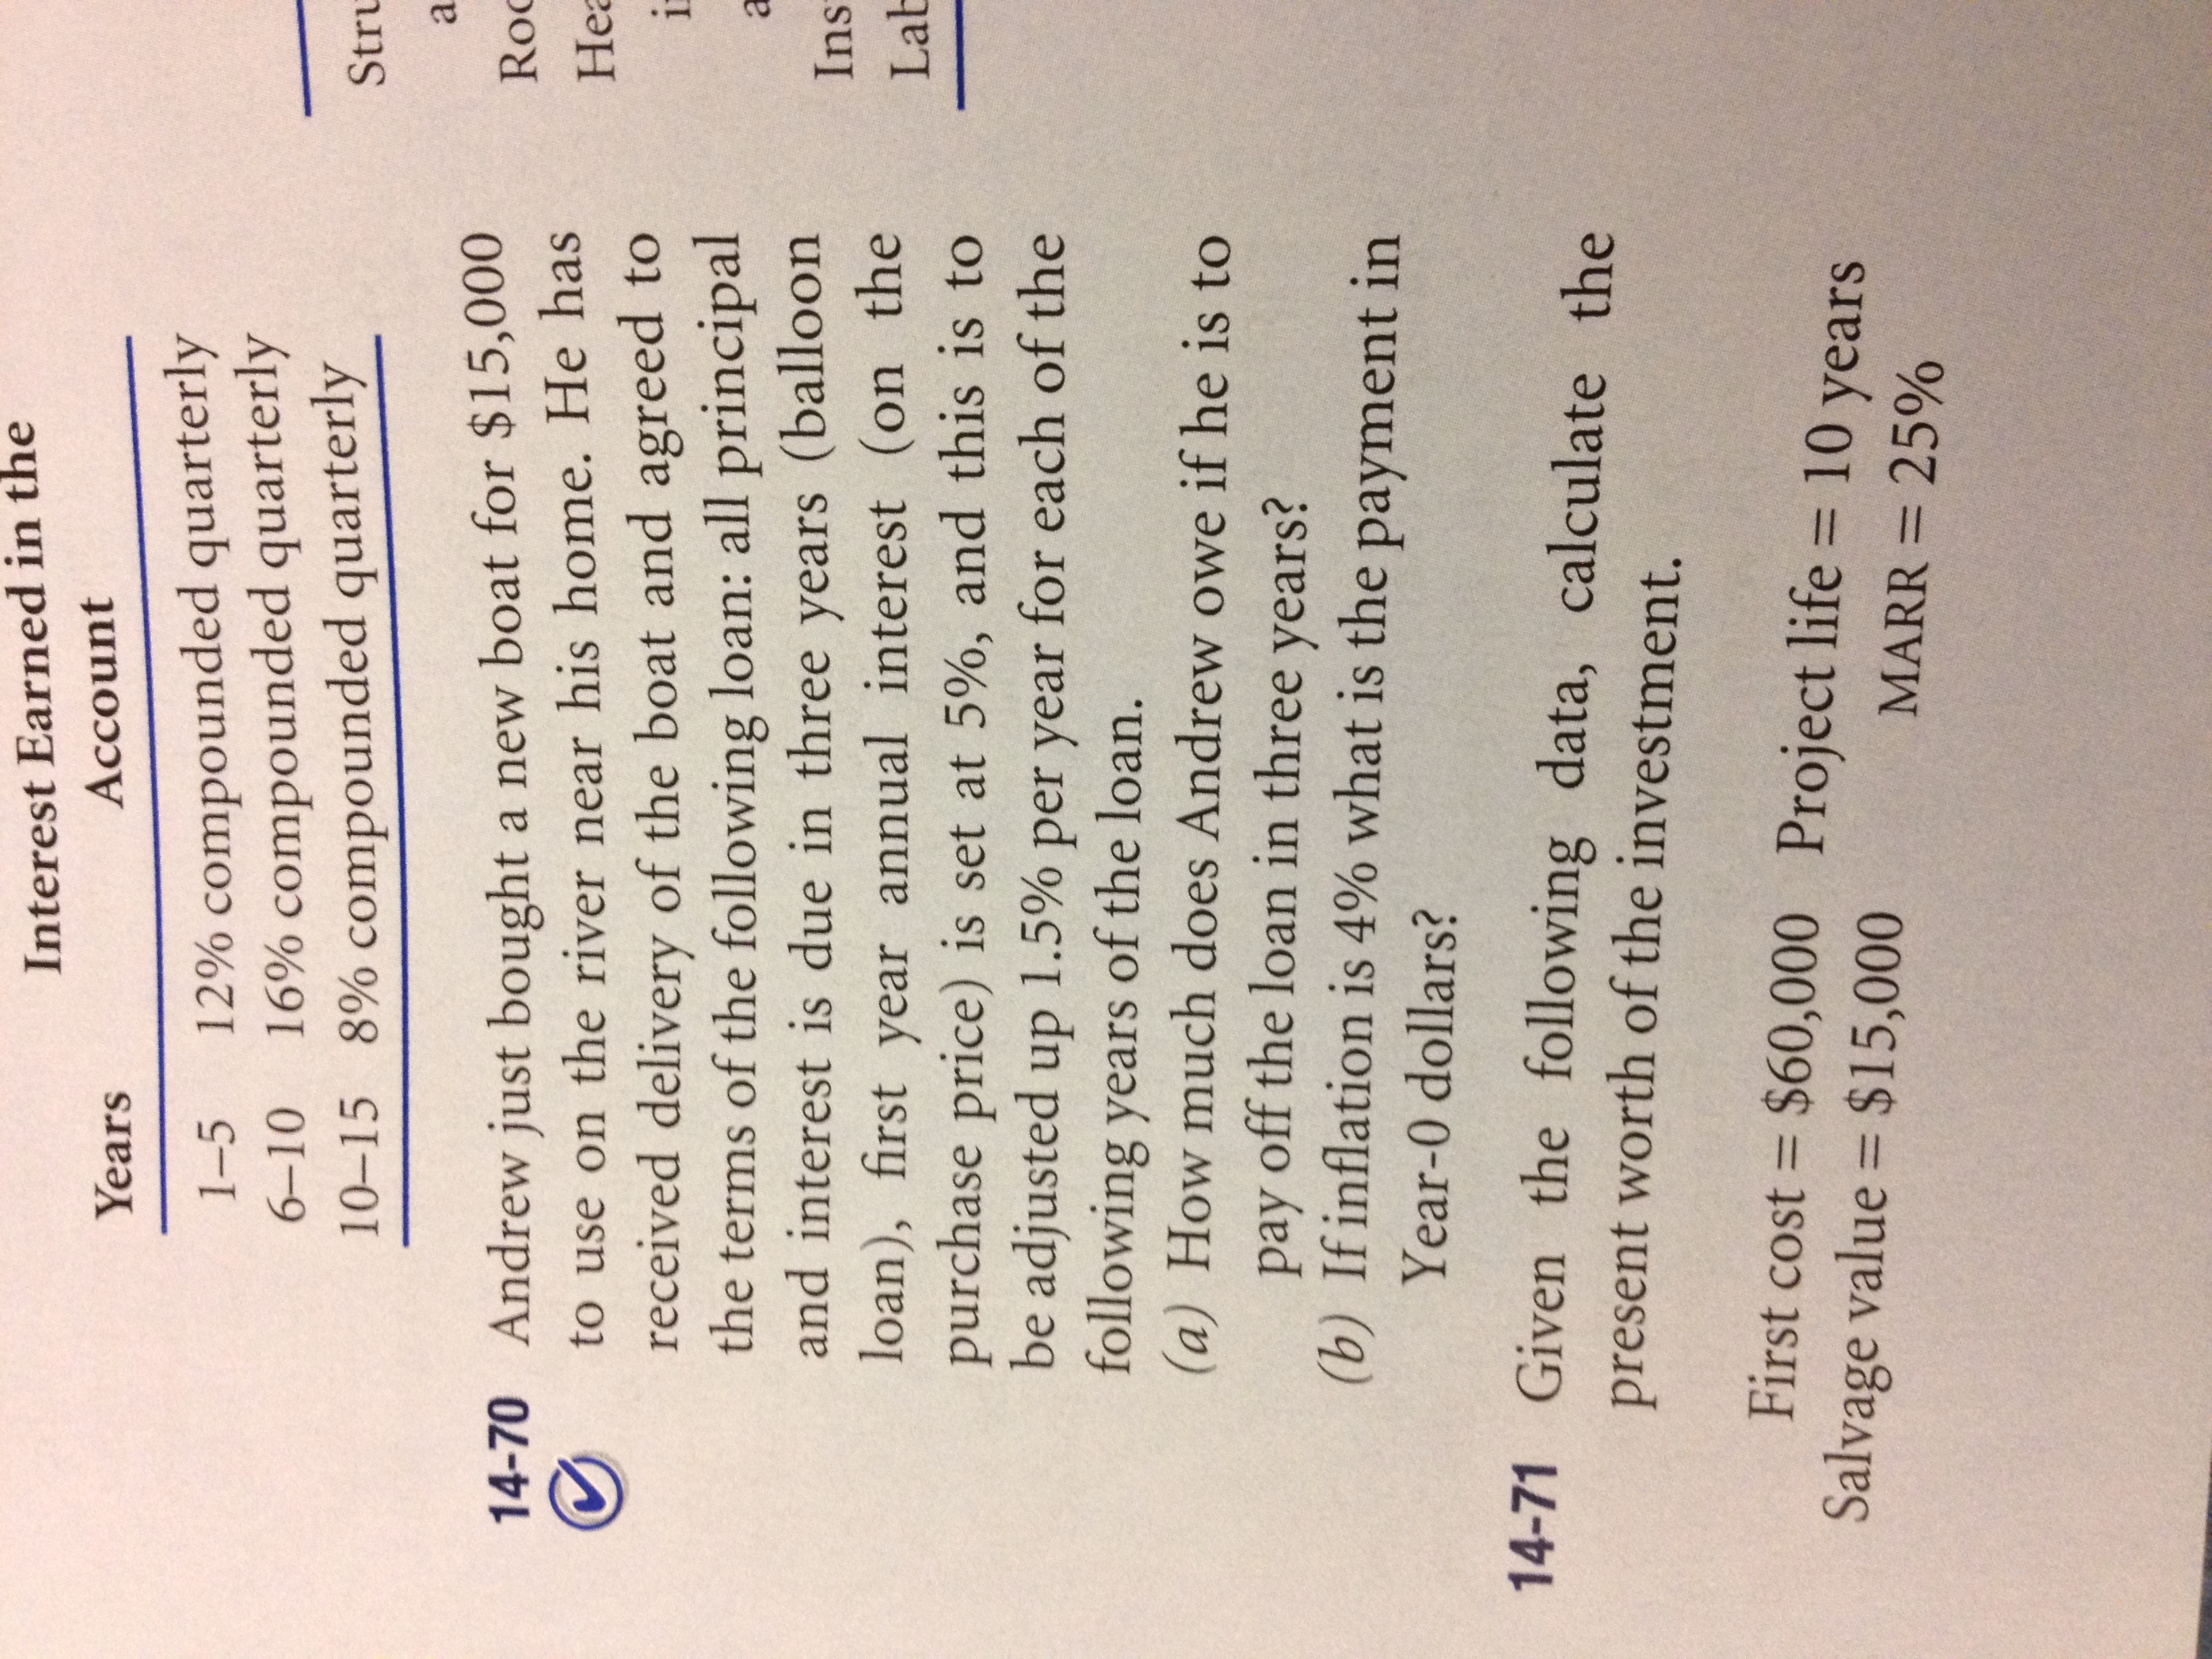 Interest Earned in the
Years Account
1–5 12% compounded quarterly
6–10 16% compounded quarterly
10–15 8% compounded quarterly
14-70 Andrew just bought a new boat for $15,000
to use on the river near his home. He has
received delivery of the boat and agreed to
the terms of the following loan: all principal
and interest is due in three years (balloon
loan), first year annual interest (on the
purchase price) is set at 5%, and this is to
be adjusted up 1.5% per year for each of the
following years of the loan.
(a) How much does Andrew owe if he is to
pay off the loan in three years?
(b) If inflation is 4% what is the payment in
Year-0 dollars?
14-71 Given the following data, calculate the
present worth of the investment.
First cost = $60,000 Project life = 10 years
Salvage value = $15,000 MARR = 25%